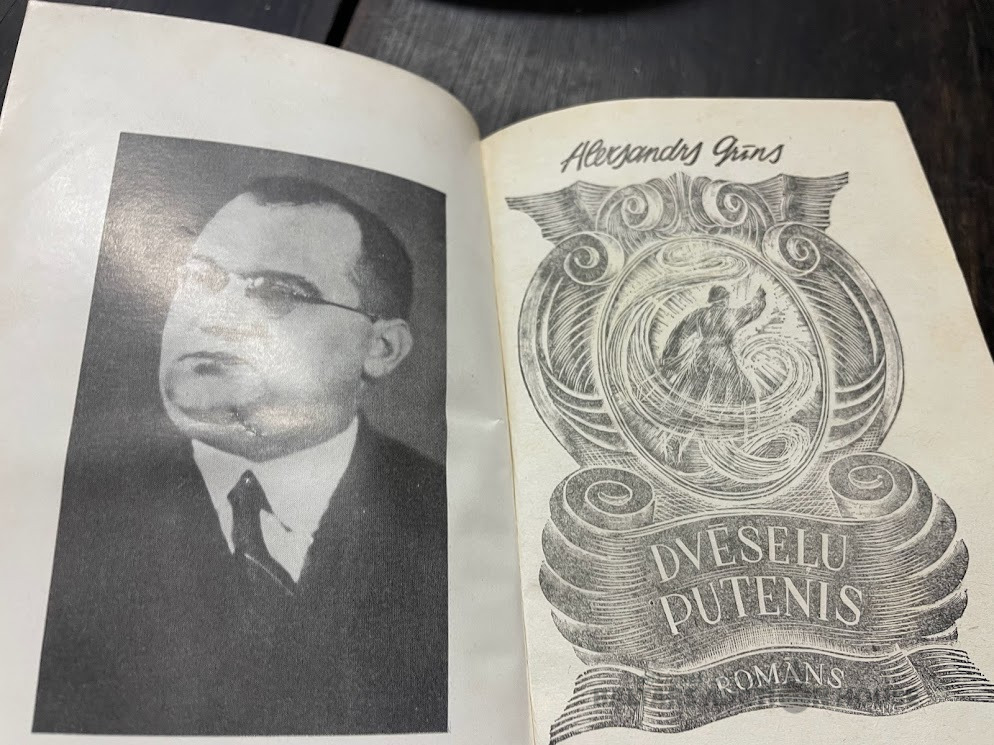 Aleksandrs Grīns
DVĒSEĻU
PUTENIS
ROMĀNS